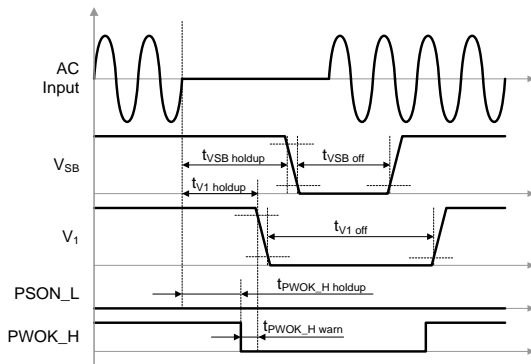 AC
Input
VSB
tVSB holdup
tVSB off
tV1 holdup
V1
tV1 off
PSON_L
tPWOK_H holdup
PWOK_H
tPWOK_H warn